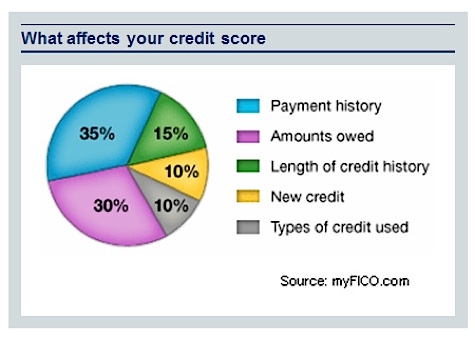 What affects your credit score
35%
15%
10%
10%
30%
Payment history
Amounts owed
Length of credit history
New credit
Types of credit used
Source: myFICO.com